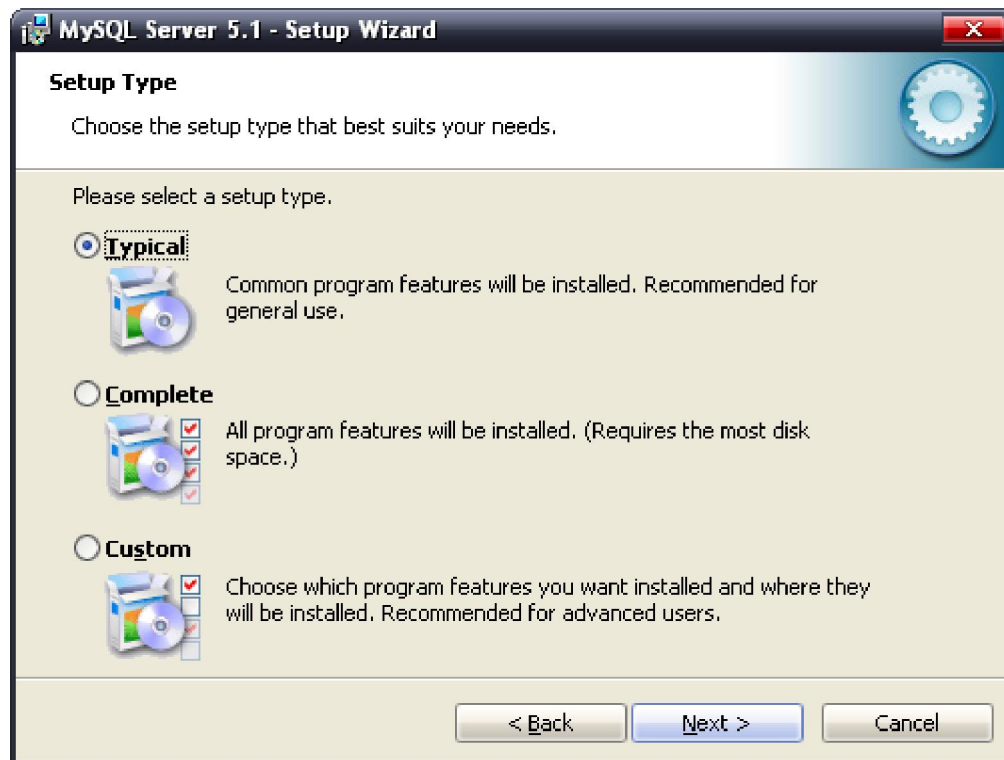 MySQL Server 5.1 - Setup Wizard
Setup Type
Choose the setup type that best suits your needs.
Please select a setup type.
Typical
Common program features will be installed. Recommended for
general use.
Complete
All program features will be installed. (Requires the most disk
space.)
Custom
Choose which program features you want installed and where they
will be installed. Recommended for advanced users.
< Back
Next >
Cancel